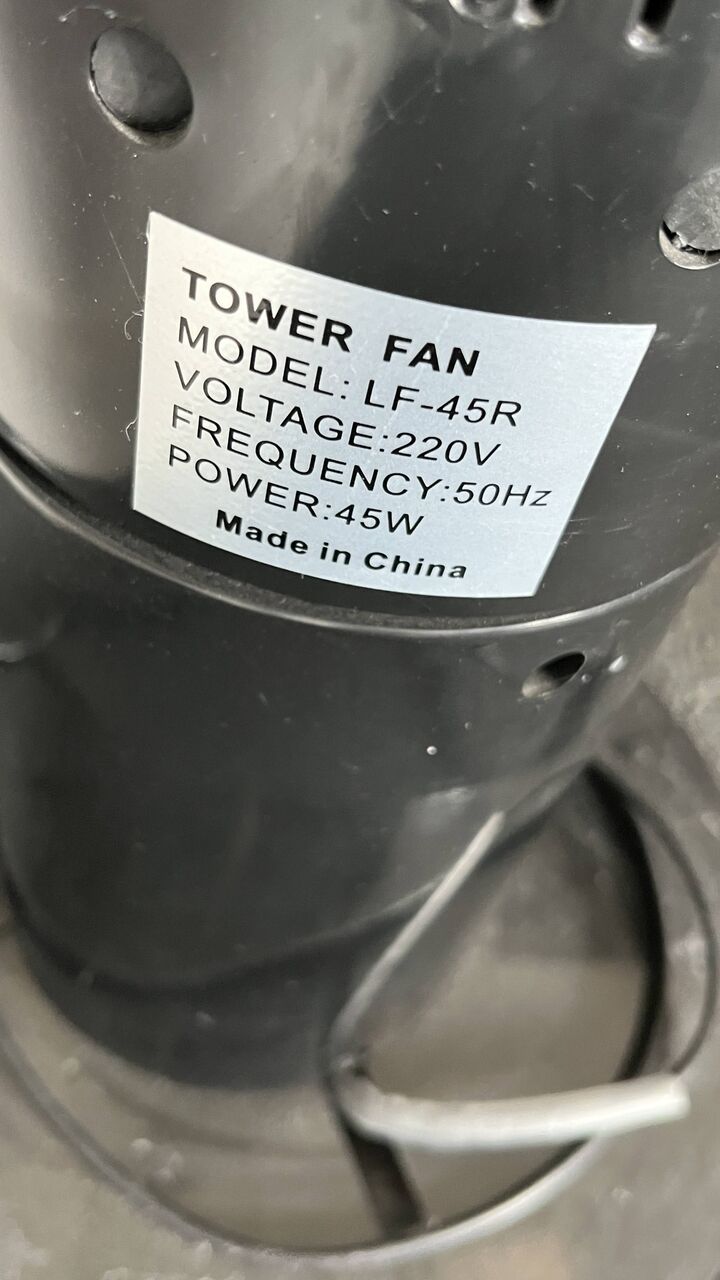 TOWER FAN
MODEL: LF-45R
VOLTAGE:220V
FREQUENCY:50Hz
POWER:45W
Made in China